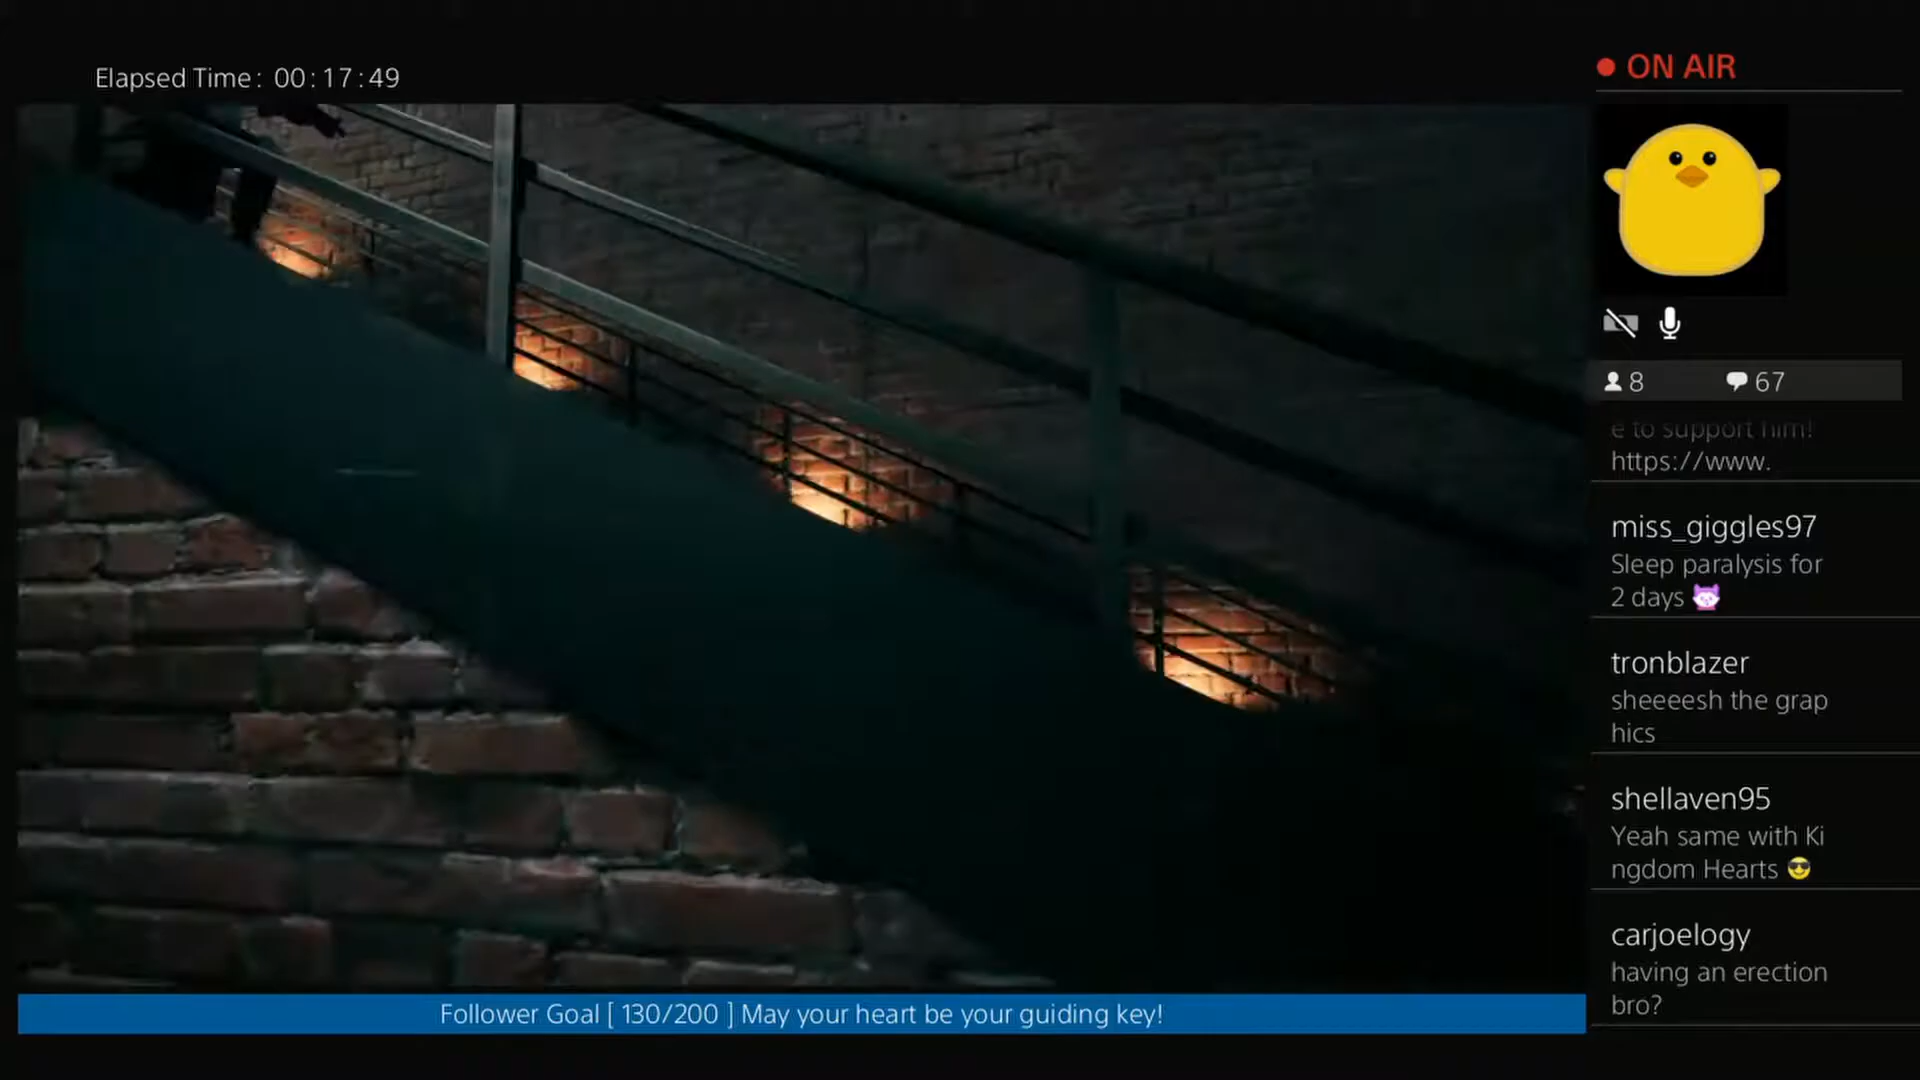 Elapsed Time: 00:17:49
ON AIR
8
67
e to support him!
https://www.
miss_giggles97
Sleep paralysis for
2 days
tronblazer
sheeeesh the grap
hics
shellaven95
Yeah same with Ki
ngdom Hearts
carjoelogy
having an erection
bro?
Follower Goal [ 130/200 ] May your heart be your guiding key!